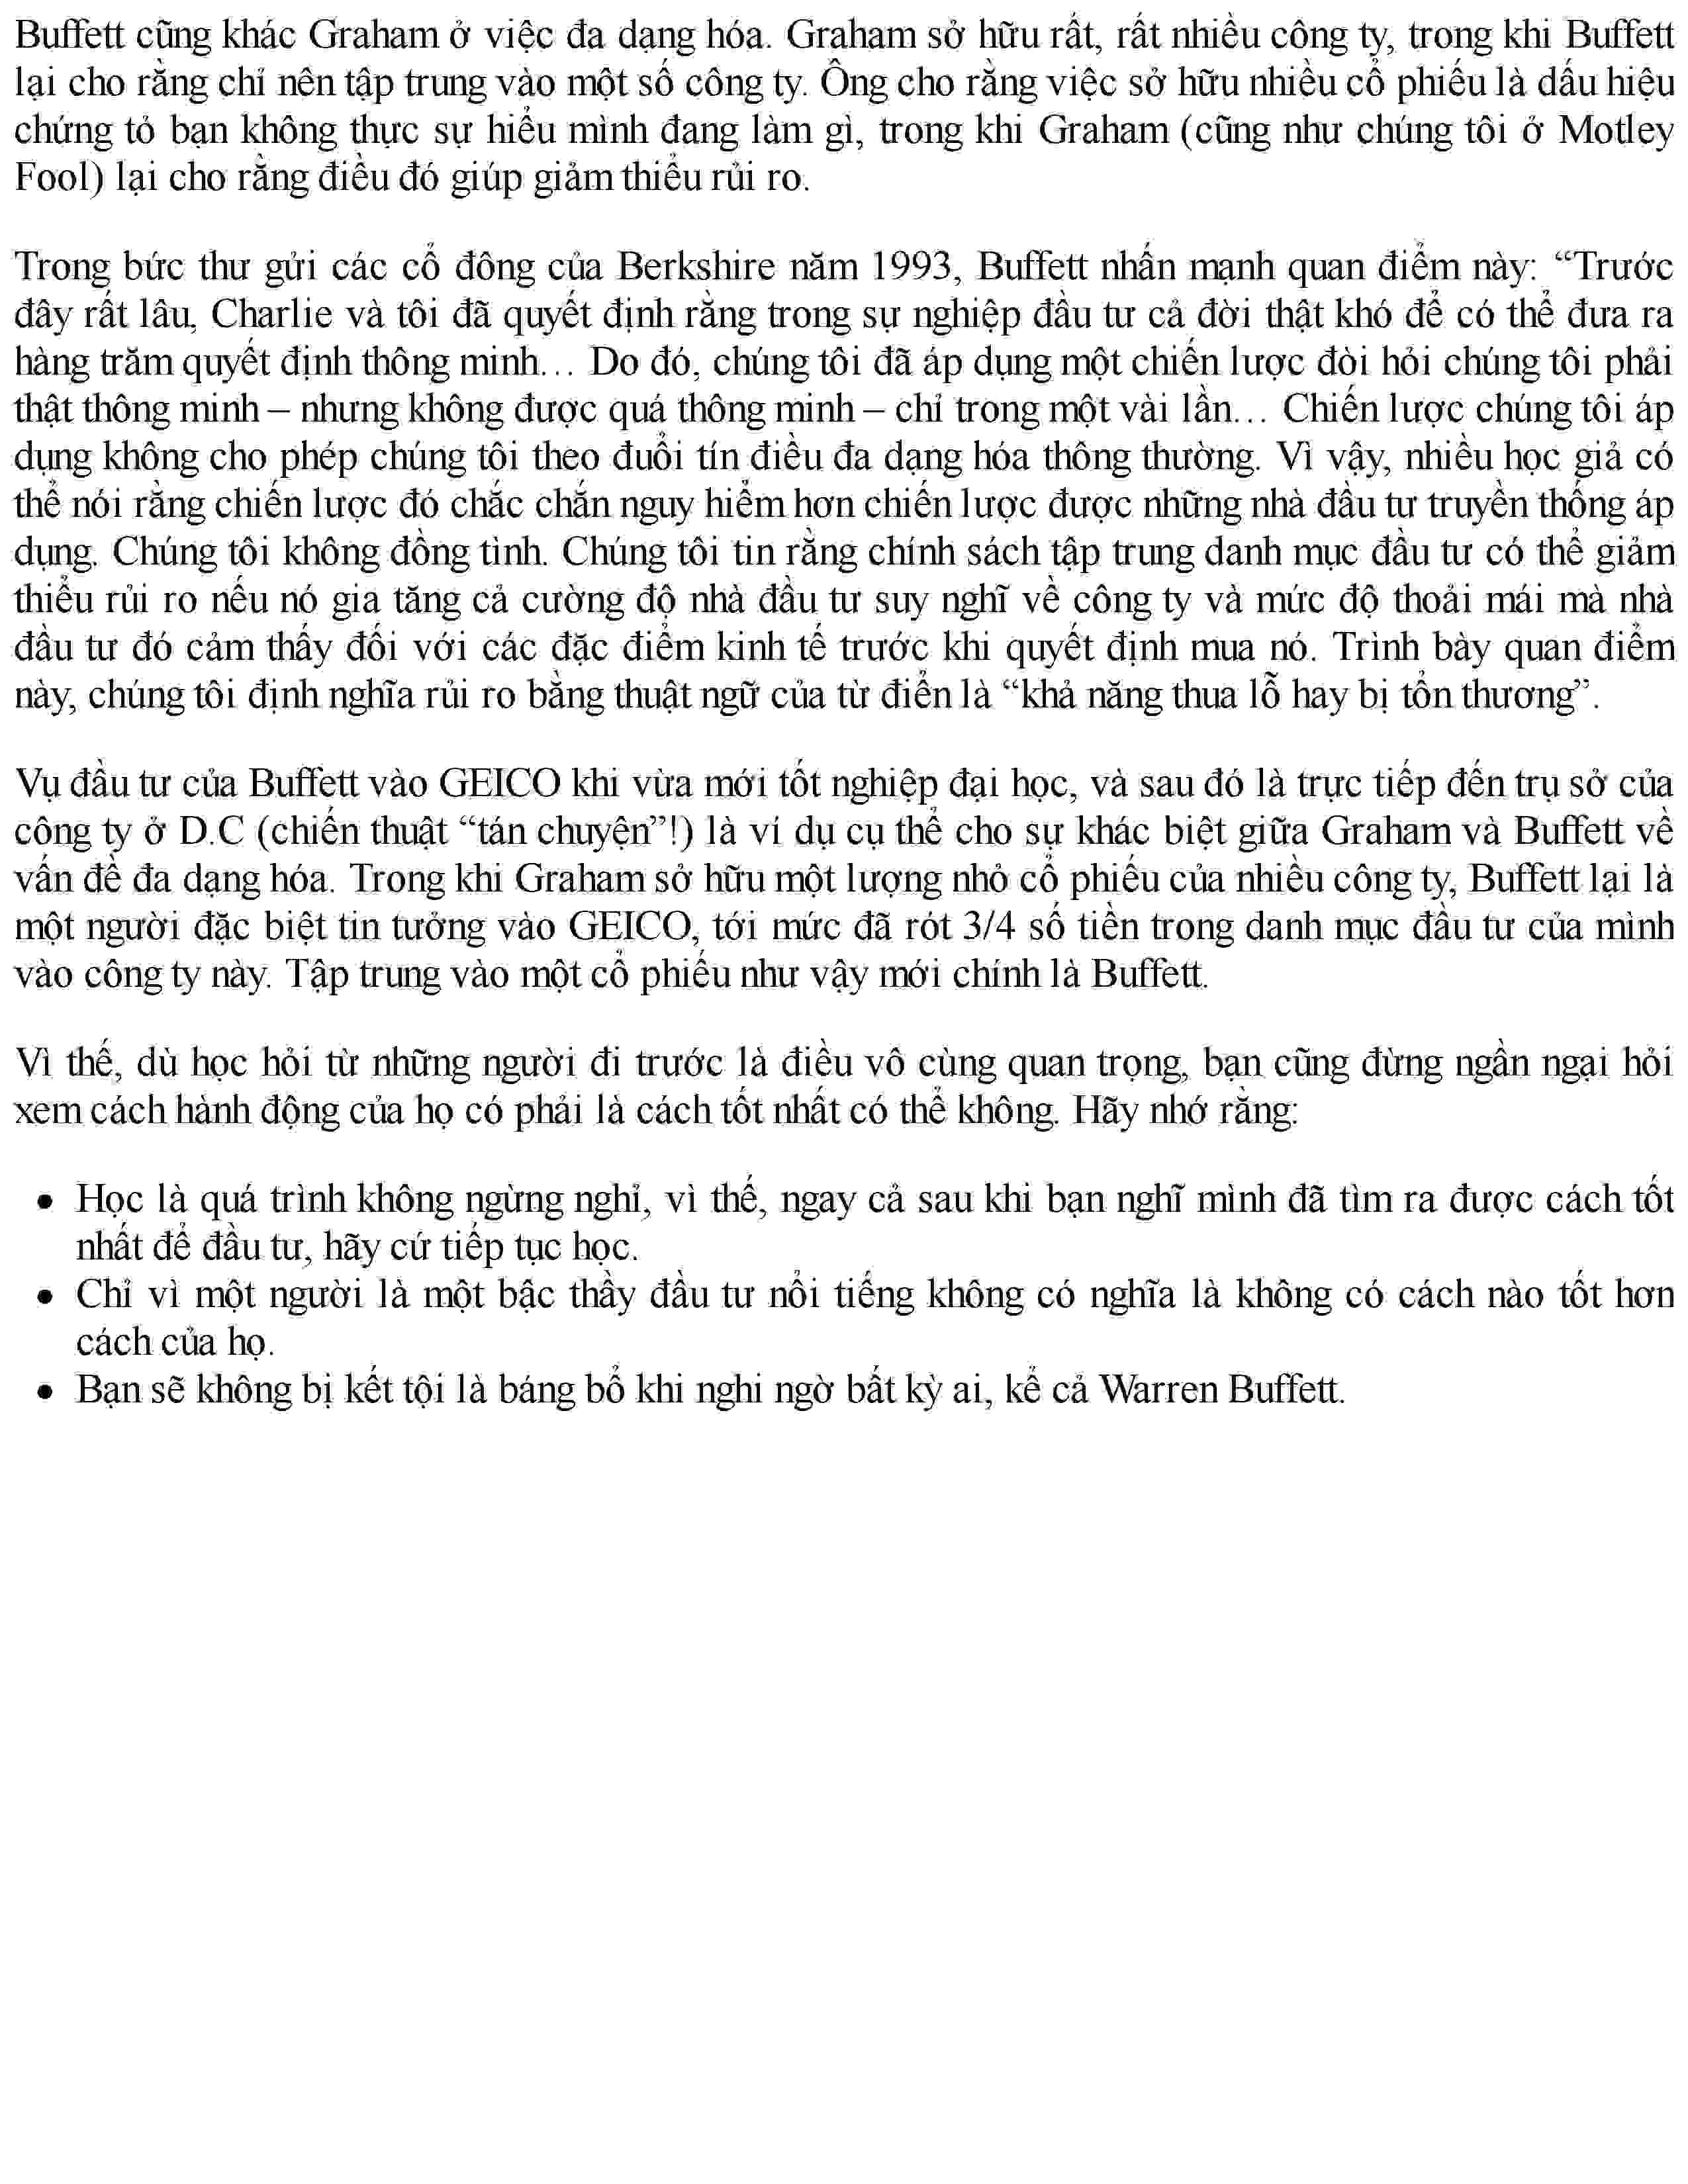 Buffett cũng khác Graham ở việc đa dạng hóa. Graham sở hữu rất, rất nhiều công ty, trong khi Buffett
lại cho rằng chỉ nên tập trung vào một số công ty. Ông cho rằng việc sở hữu nhiều cổ phiếu là dấu hiệu
chứng tỏ bạn không thực sự hiểu mình đang làm gì, trong khi Graham (cũng như chúng tôi ở Motley
Fool) lại cho rằng điều đó giúp giảm thiểu rủi ro.
Trong bức thư gửi các cổ đông của Berkshire năm 1993, Buffett nhấn mạnh quan điểm này: “Trước
đây rất lâu, Charlie và tôi đã quyết định rằng trong sự nghiệp đầu tư cả đời thật khó để có thể đưa ra
hàng trăm quyết định thông minh… Do đó, chúng tôi đã áp dụng một chiến lược đòi hỏi chúng tôi phải
thật thông minh – nhưng không được quá thông minh – chỉ trong một vài lần… Chiến lược chúng tôi áp
dụng không cho phép chúng tôi theo đuổi tín điều đa dạng hóa thông thường. Vì vậy, nhiều học giả có
thể nói rằng chiến lược đó chắc chắn nguy hiểm hơn chiến lược được những nhà đầu tư truyền thống áp
dụng. Chúng tôi không đồng tình. Chúng tôi tin rằng chính sách tập trung danh mục đầu tư có thể giảm
thiểu rủi ro nếu nó gia tăng cả cường độ nhà đầu tư suy nghĩ về công ty và mức độ thoải mái mà nhà
đầu tư đó cảm thấy đối với các đặc điểm kinh tế trước khi quyết định mua nó. Trình bày quan điểm
này, chúng tôi định nghĩa rủi ro bằng thuật ngữ của từ điển là “khả năng thua lỗ hay bị tổn thương”.
Vụ đầu tư của Buffett vào GEICO khi vừa mới tốt nghiệp đại học, và sau đó là trực tiếp đến trụ sở của
công ty ở D.C (chiến thuật “tán chuyện”!) là ví dụ cụ thể cho sự khác biệt giữa Graham và Buffett về
vấn đề đa dạng hóa. Trong khi Graham sở hữu một lượng nhỏ cổ phiếu của nhiều công ty, Buffett lại là
một người đặc biệt tin tưởng vào GEICO, tới mức đã rót 3/4 số tiền trong danh mục đầu tư của mình
vào công ty này. Tập trung vào một cổ phiếu như vậy mới chính là Buffett.
Vì thế, dù học hỏi từ những người đi trước là điều vô cùng quan trọng, bạn cũng đừng ngần ngại hỏi
xem cách hành động của họ có phải là cách tốt nhất có thể không. Hãy nhớ rằng:
• Học là quá trình không ngừng nghỉ, vì thế, ngay cả sau khi bạn nghĩ mình đã tìm ra được cách tốt
nhất để đầu tư, hãy cứ tiếp tục học.
• Chỉ vì một người là một bậc thầy đầu tư nổi tiếng không có nghĩa là không có cách nào tốt hơn
cách của họ.
• Bạn sẽ không bị kết tội là báng bổ khi nghi ngờ bất kỳ ai, kể cả Warren Buffett.